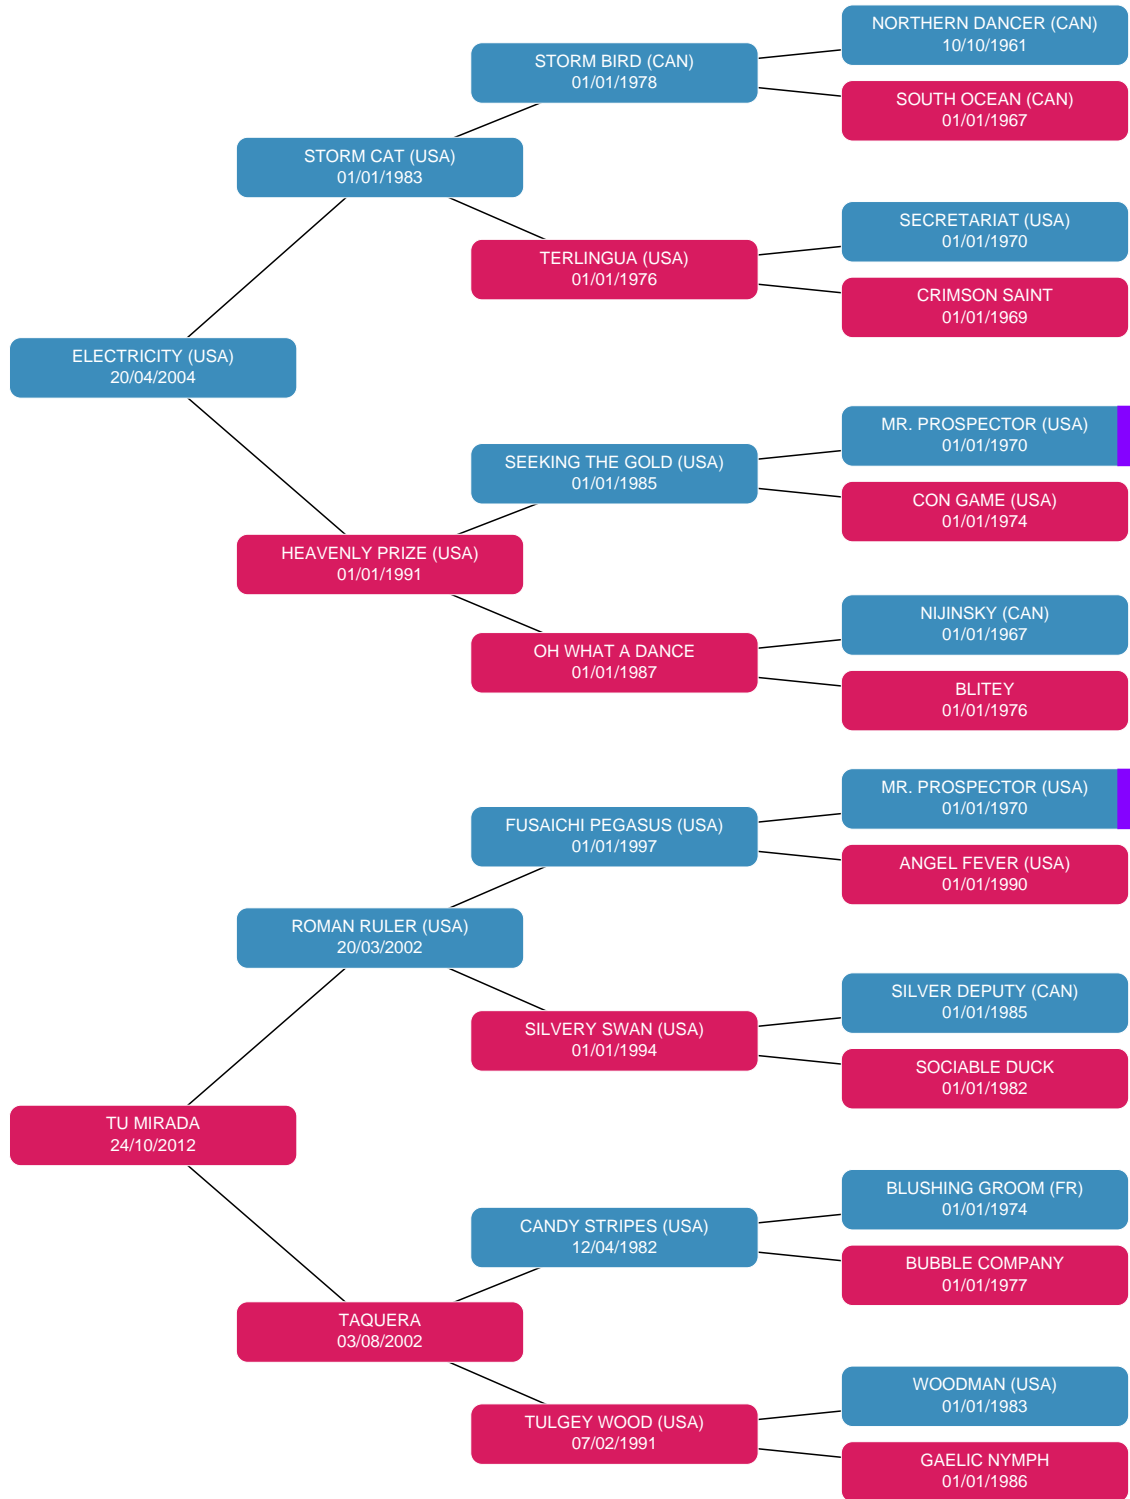 NORTHERN DANCER (CAN)
10/10/1961
STORM BIRD (CAN)
01/01/1978
SOUTH OCEAN (CAN)
01/01/1967
STORM CAT (USA)
01/01/1983
SECRETARIAT (USA)
01/01/1970
TERLINGUA (USA)
01/01/1976
CRIMSON SAINT
01/01/1969
ELECTRICITY (USA)
20/04/2004
MR. PROSPECTOR (USA)
01/01/1970
SEEKING THE GOLD (USA)
01/01/1985
CON GAME (USA)
01/01/1974
HEAVENLY PRIZE (USA)
01/01/1991
NIJINSKY (CAN)
01/01/1967
OH WHAT A DANCE
01/01/1987
BLITEY
01/01/1976
MR. PROSPECTOR (USA)
01/01/1970
FUSAICHI PEGASUS (USA)
01/01/1997
ANGEL FEVER (USA)
01/01/1990
ROMAN RULER (USA)
20/03/2002
SILVER DEPUTY (CAN)
01/01/1985
SILVERY SWAN (USA)
01/01/1994
SOCIABLE DUCK
01/01/1982
TU MIRADA
24/10/2012
BLUSHING GROOM (FR)
01/01/1974
CANDY STRIPES (USA)
12/04/1982
BUBBLE COMPANY
01/01/1977
TAQUERA
03/08/2002
WOODMAN (USA)
01/01/1983
TULGEY WOOD (USA)
07/02/1991
GAELIC NYMPH
01/01/1986